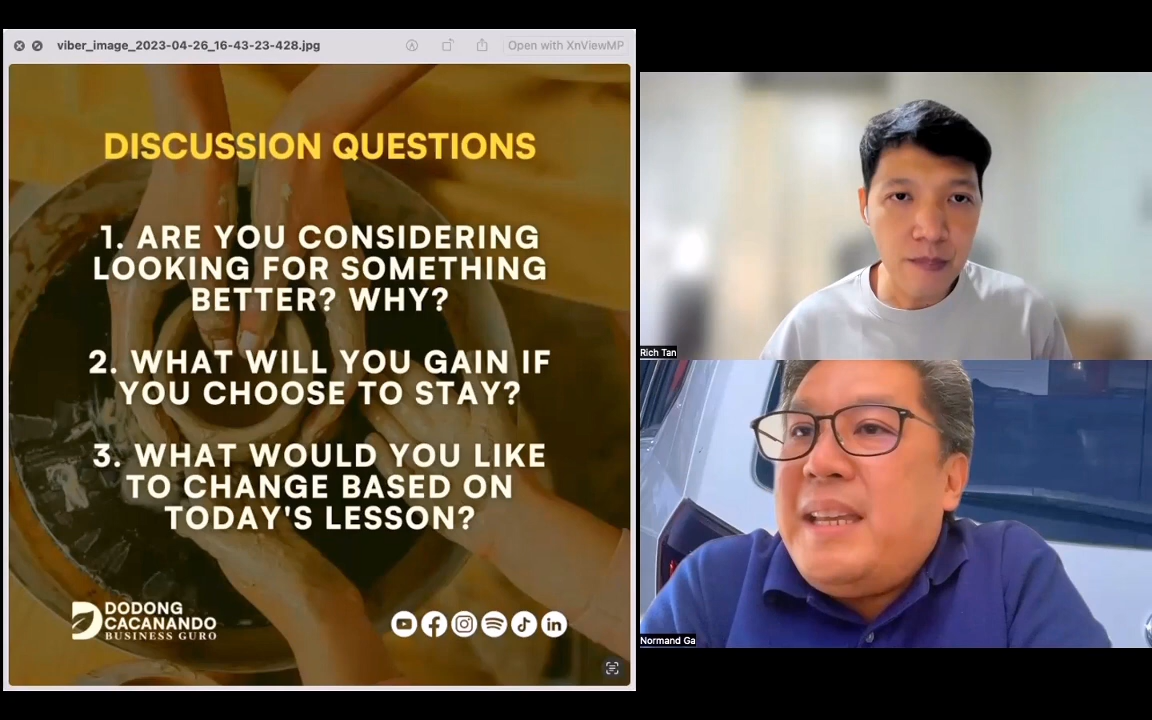 viber_image_2023-04-26_16-43-23-428.jpg
Open with XnViewMP
DISCUSSION QUESTIONS
1. ARE YOU CONSIDERING
LOOKING FOR SOMETHING
BETTER? WHY?
2. WHAT WILL YOU GAIN IF
YOU CHOOSE TO STAY?
3. WHAT WOULD YOU LIKE
TO CHANGE BASED ON
TODAY'S LESSON?
DODONG
CACANANDO
BUSINESS GURO
Rich Tan
Normand Ga